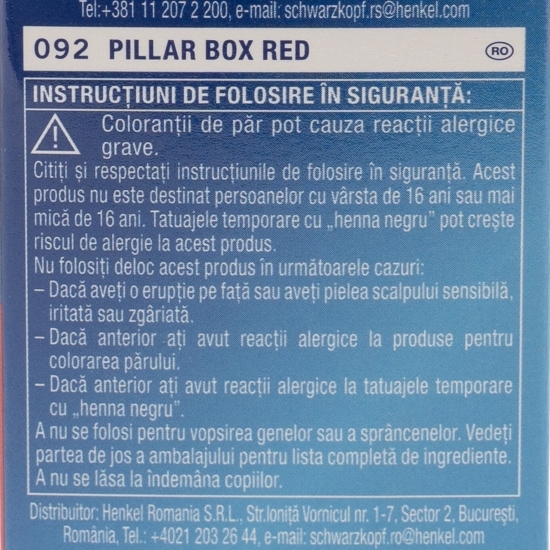 Tel.:+381 11 207 2 200, e-mail: schwarzkopf.rs@henkel.com
092 PILLAR BOX RED RO
INSTRUCȚIUNI DE FOLOSIRE ÎN SIGURANȚĂ:
Coloranții de păr pot cauza reacții alergice
grave.
Citiți și respectați instrucțiunile de folosire în siguranță. Acest
produs nu este destinat persoanelor cu vârsta de 16 ani sau mai
mică de 16 ani. Tatuajele temporare cu „henna negru” pot crește
riscul de alergie la acest produs.
Nu folosiți deloc acest produs în următoarele cazuri:
– Dacă aveți o erupție pe față sau aveți pielea scalpului sensibilă,
iritată sau zgâriată.
– Dacă anterior ați avut reacții alergice la produse pentru
colorarea părului.
– Dacă anterior ați avut reacții alergice la tatuajele temporare
cu „henna negru”.
A nu se folosi pentru vopsirea genelor sau a sprâncenelor. Vedeți
partea de jos a ambalajului pentru lista completă de ingrediente.
A nu se lăsa la îndemâna copiilor.
Distribuitor: Henkel Romania S.R.L., Str.Ioniță Vornicul nr. 1-7, Sector 2, București,
România, Tel.: +4021 203 26 44, e-mail: schwarzkopf.ro@henkel.com